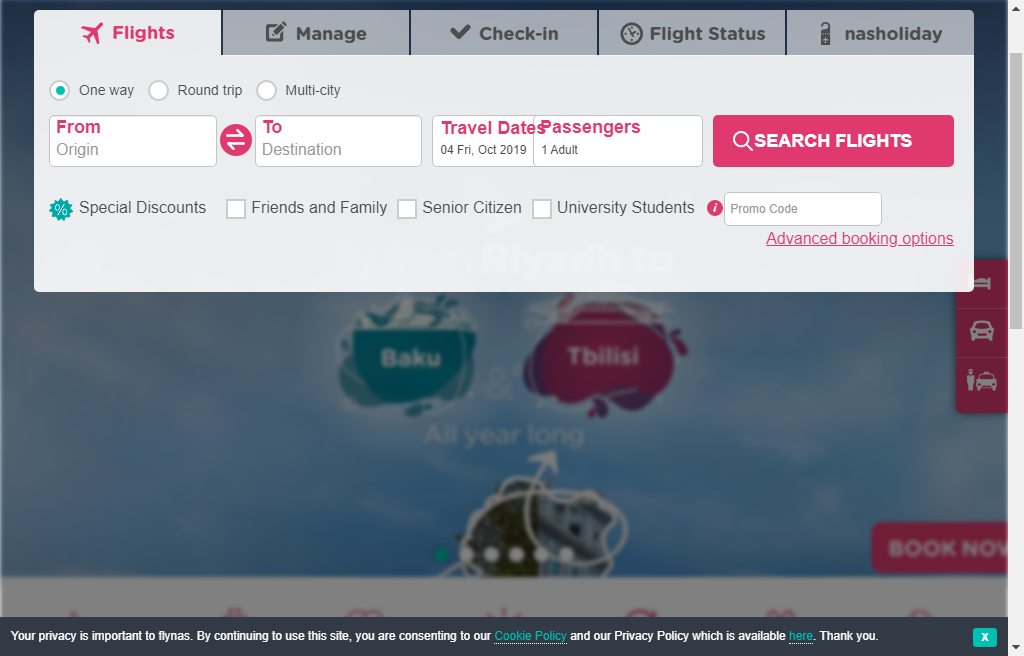 Flights
Manage
Check-in
Flight Status
nasholiday
One way
Round trip
Multi-city
From
Origin
To
Destination
Travel Dates
04 Fri, Oct 2019
Passengers
1 Adult
SEARCH FLIGHTS
Special Discounts
Friends and Family
Senior Citizen
University Students
i
Promo Code
Advanced booking options
from Riyadh to
Baku
&
Tbilisi
All year long
BOOK NOW
Your privacy is important to flynas. By continuing to use this site, you are consenting to our Cookie Policy and our Privacy Policy which is available here. Thank you.
X